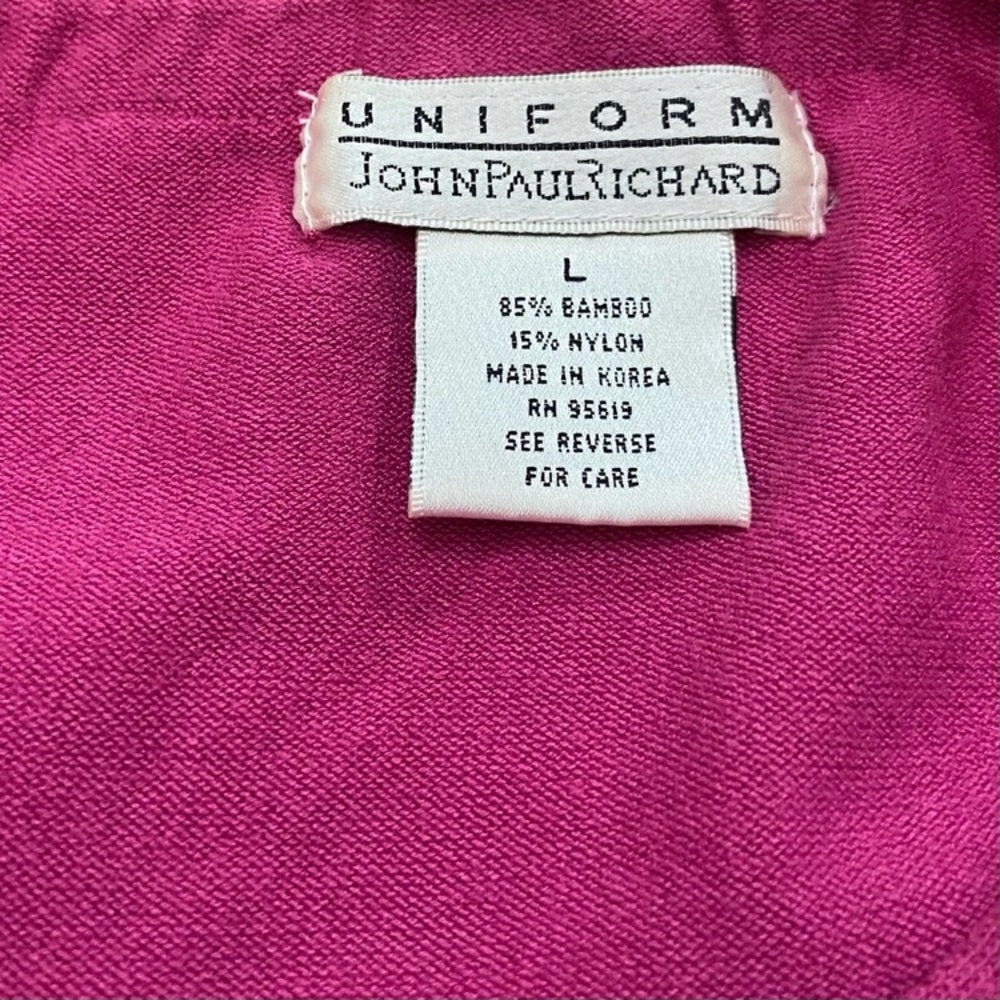 UNIFORM
JOHNPAULRICHARD
L
85% BAMBOO
15% NYLON
MADE IN KOREA
RN 95619
SEE REVERSE
FOR CARE